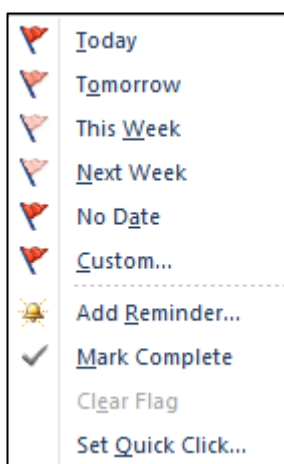 Today
Tomorrow
This Week
Next Week
No Date
Custom...
Add Reminder...
Mark Complete
Clear Flag
Set Quick Click...